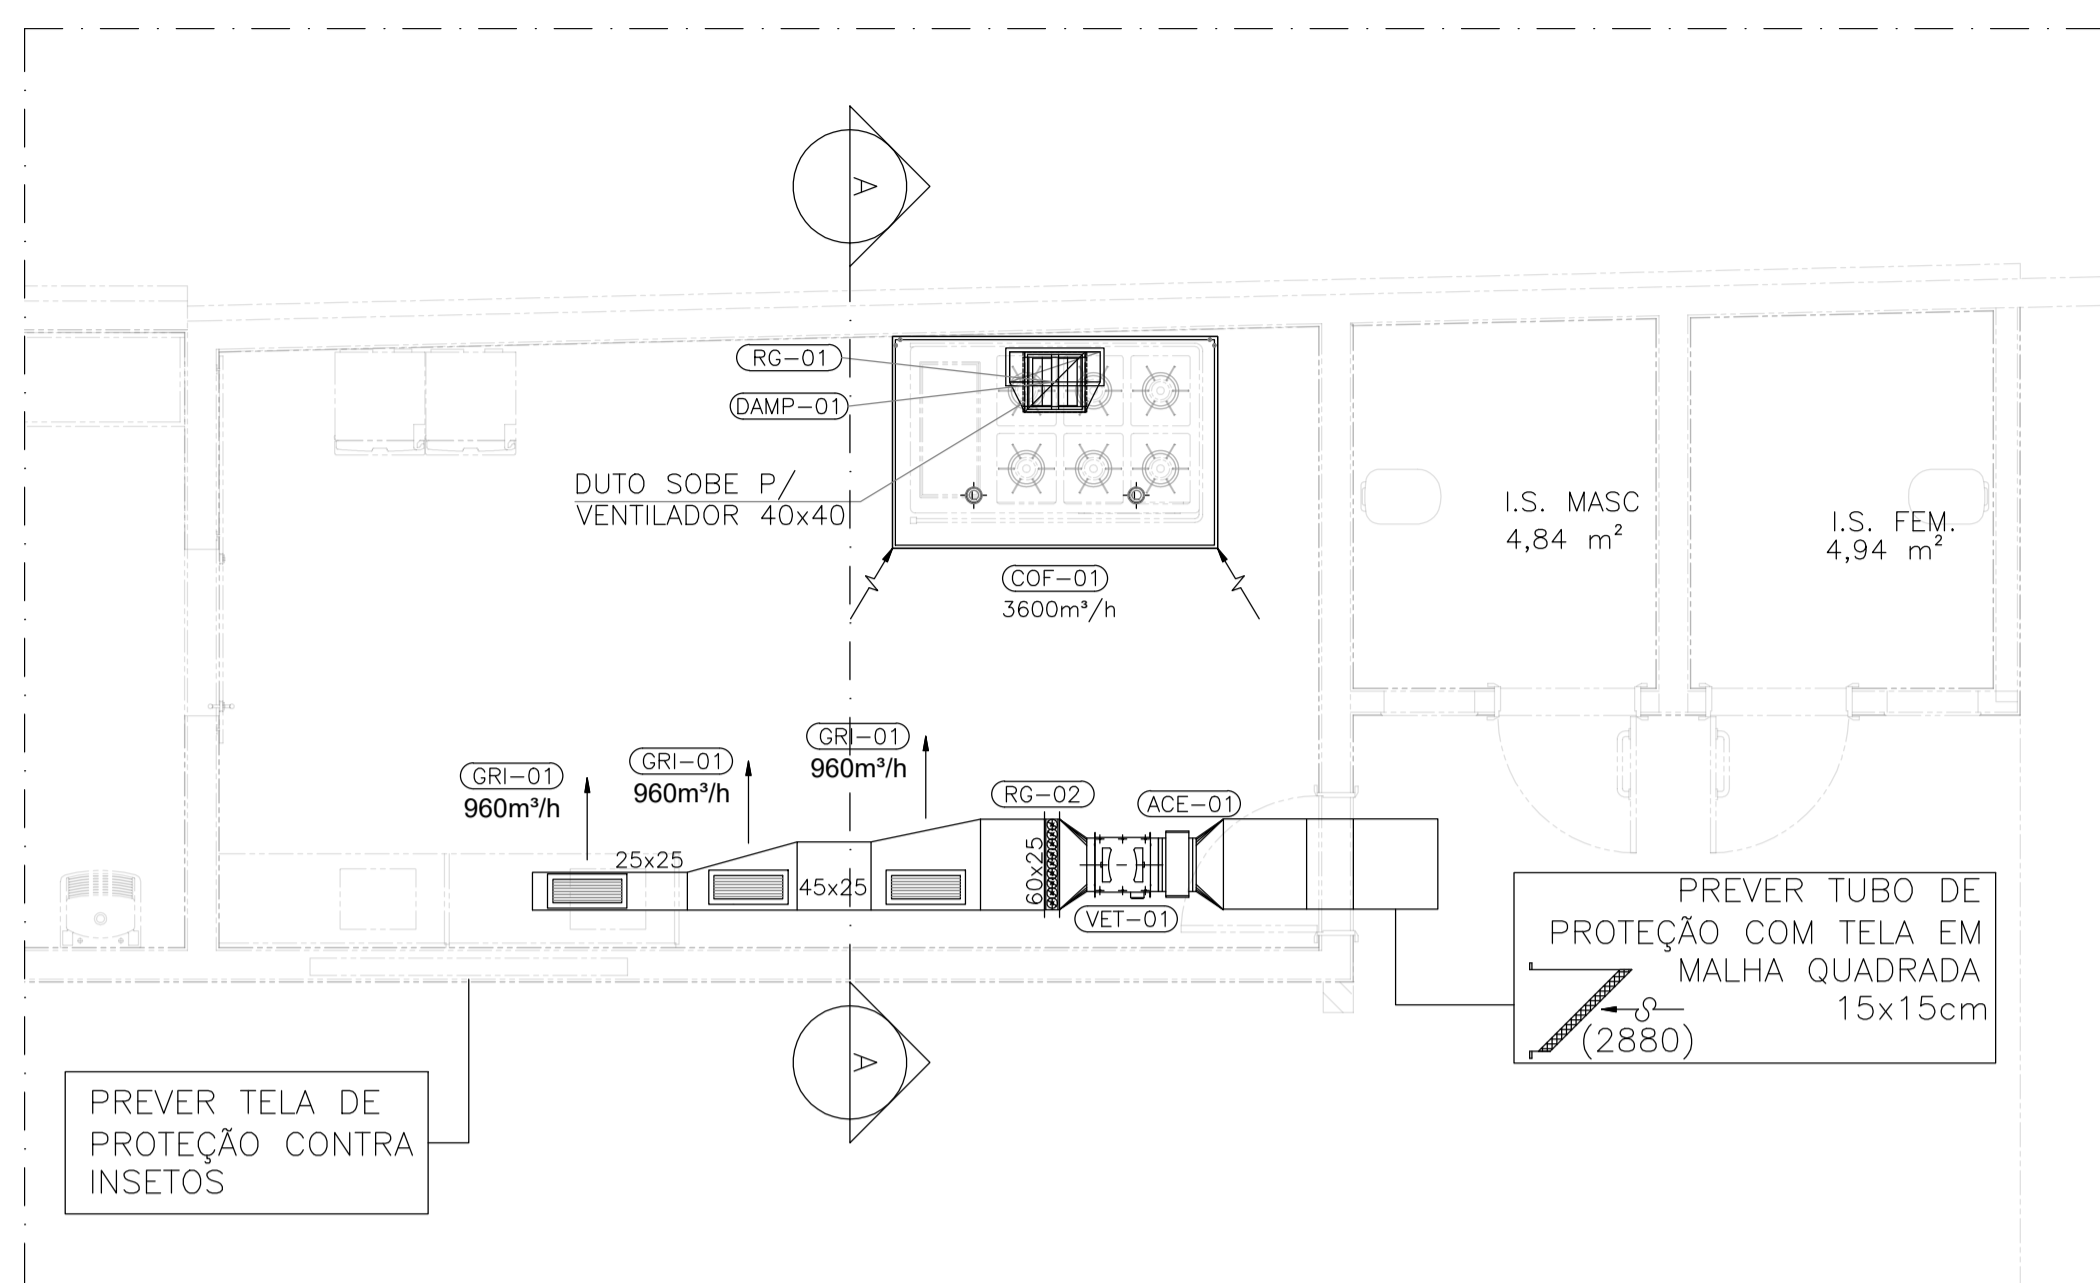 A
RG-01
DAMP-01
DUTO SOBE P/
VENTILADOR 40x40
COF-01
3600m³/h
I.S. MASC
4,84 m²
I.S. FEM.
4,94 m²
GRI-01
960m³/h
GRI-01
960m³/h
GRI-01
960m³/h
RG-02
ACE-01
25x25
45x25
60x25
VET-01
PREVER TUBO DE
PROTEÇÃO COM TELA EM
MALHA QUADRADA
15x15cm
(2880)
A
PREVER TELA DE
PROTEÇÃO CONTRA
INSETOS